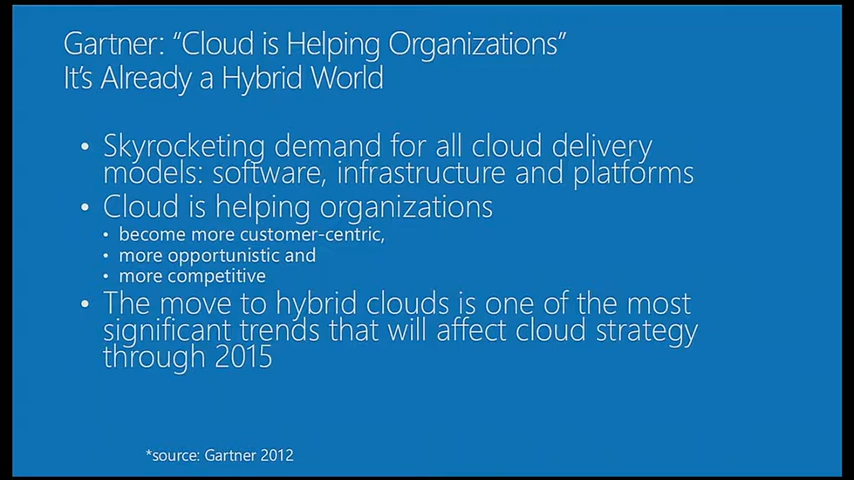 Gartner: “Cloud is Helping Organizations”
It’s Already a Hybrid World
• Skyrocketing demand for all cloud delivery
models: software, infrastructure and platforms
• Cloud is helping organizations
• become more customer-centric,
• more opportunistic and
• more competitive
• The move to hybrid clouds is one of the most
significant trends that will affect cloud strategy
through 2015
*source: Gartner 2012